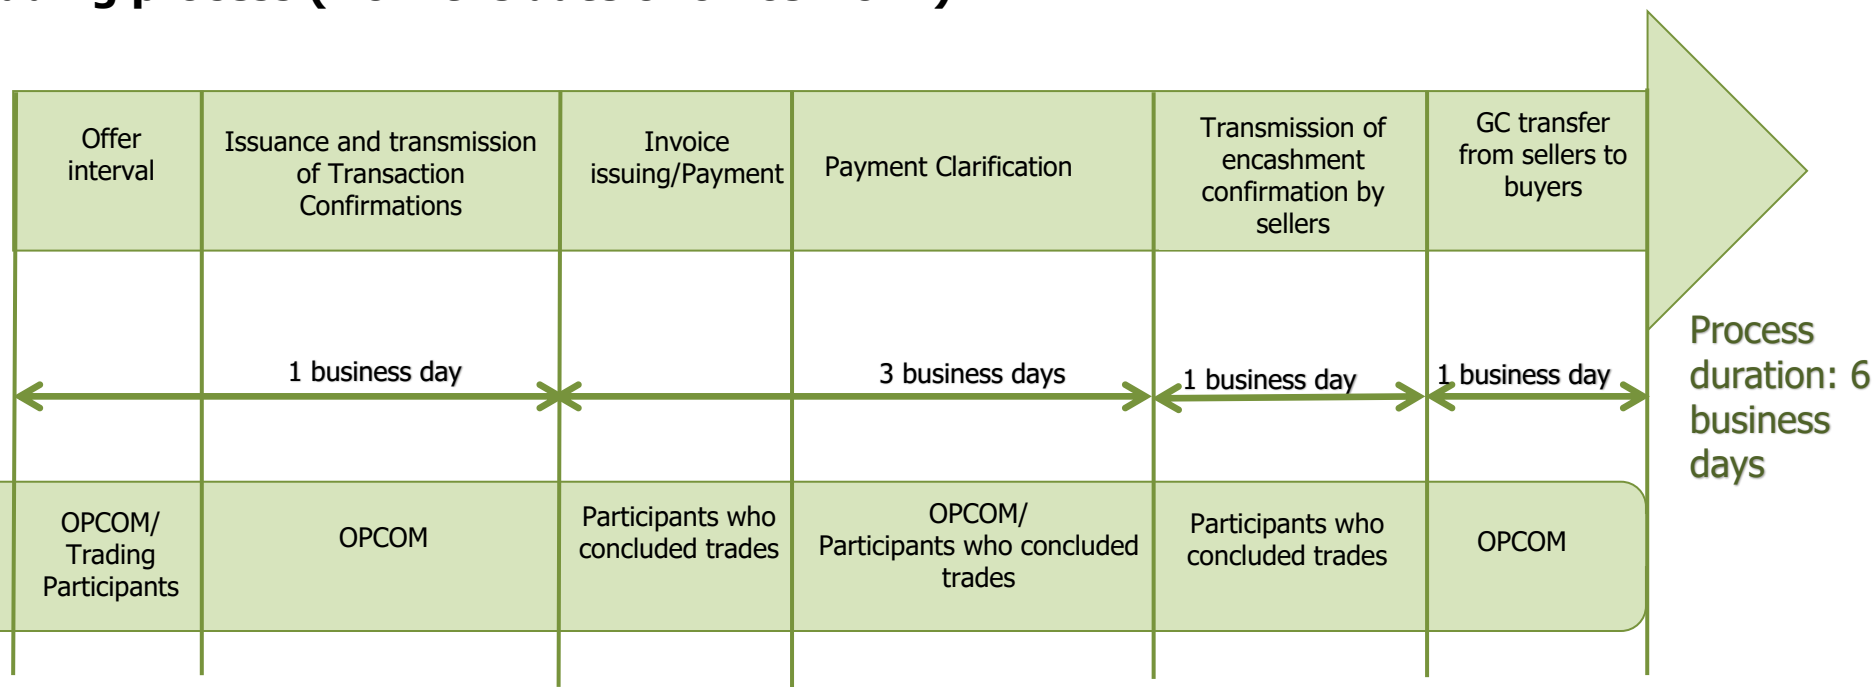 Offer
interval
Issuance and transmission
of Transaction
Confirmations
Invoice
issuing/Payment
Payment Clarification
Transmission of
encashment
confirmation by
sellers
GC transfer
from sellers to
buyers
1 business day
3 business days
1 business day
1 business day
Process
duration: 6
business
days
OPCOM/
Trading
Participants
OPCOM
Participants who
concluded trades
OPCOM/
Participants who concluded
trades
Participants who
concluded trades
OPCOM